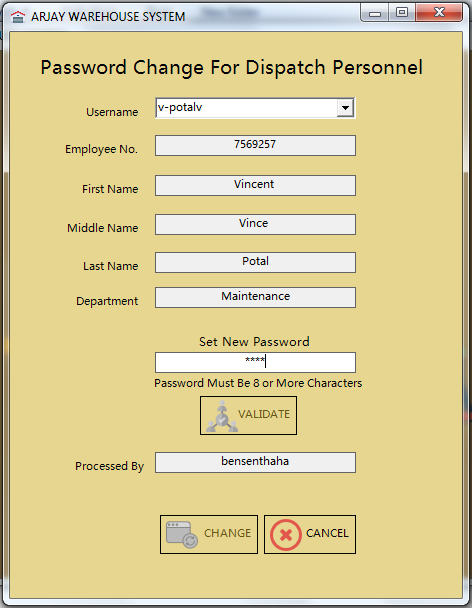 ARJAY WAREHOUSE SYSTEM
Password Change For Dispatch Personnel
Username v-potalv
Employee No. 7569257
First Name Vincent
Middle Name Vince
Last Name Potal
Department Maintenance
Set New Password
****
Password Must Be 8 or More Characters
VALIDATE
Processed By bensenthaha
CHANGE CANCEL